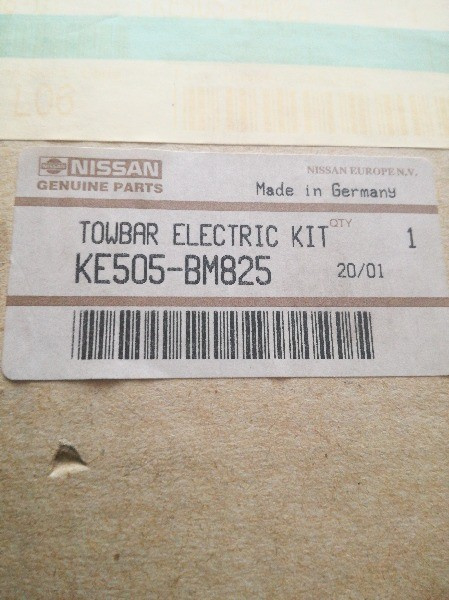 NISSAN
NISSAN EUROPE N.V.
GENUINE PARTS
Made in Germany
TOWBAR ELECTRIC KIT QTY 1
KE505-BM825 20/01